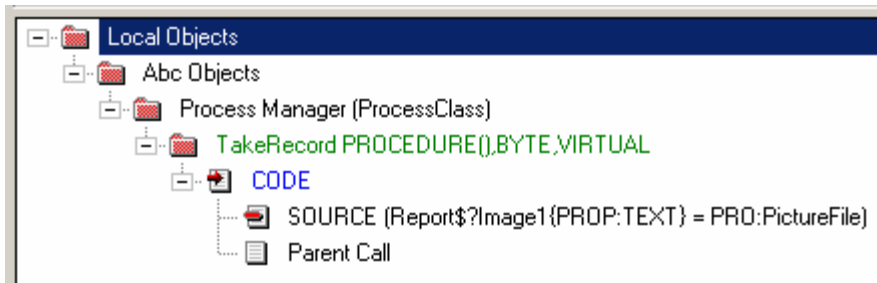 Local Objects
Abc Objects
Process Manager (ProcessClass)
TakeRecord PROCEDURE(),BYTE,VIRTUAL
CODE
SOURCE (Report$?Image1{PROP:TEXT} = PRO:PictureFile)
Parent Call